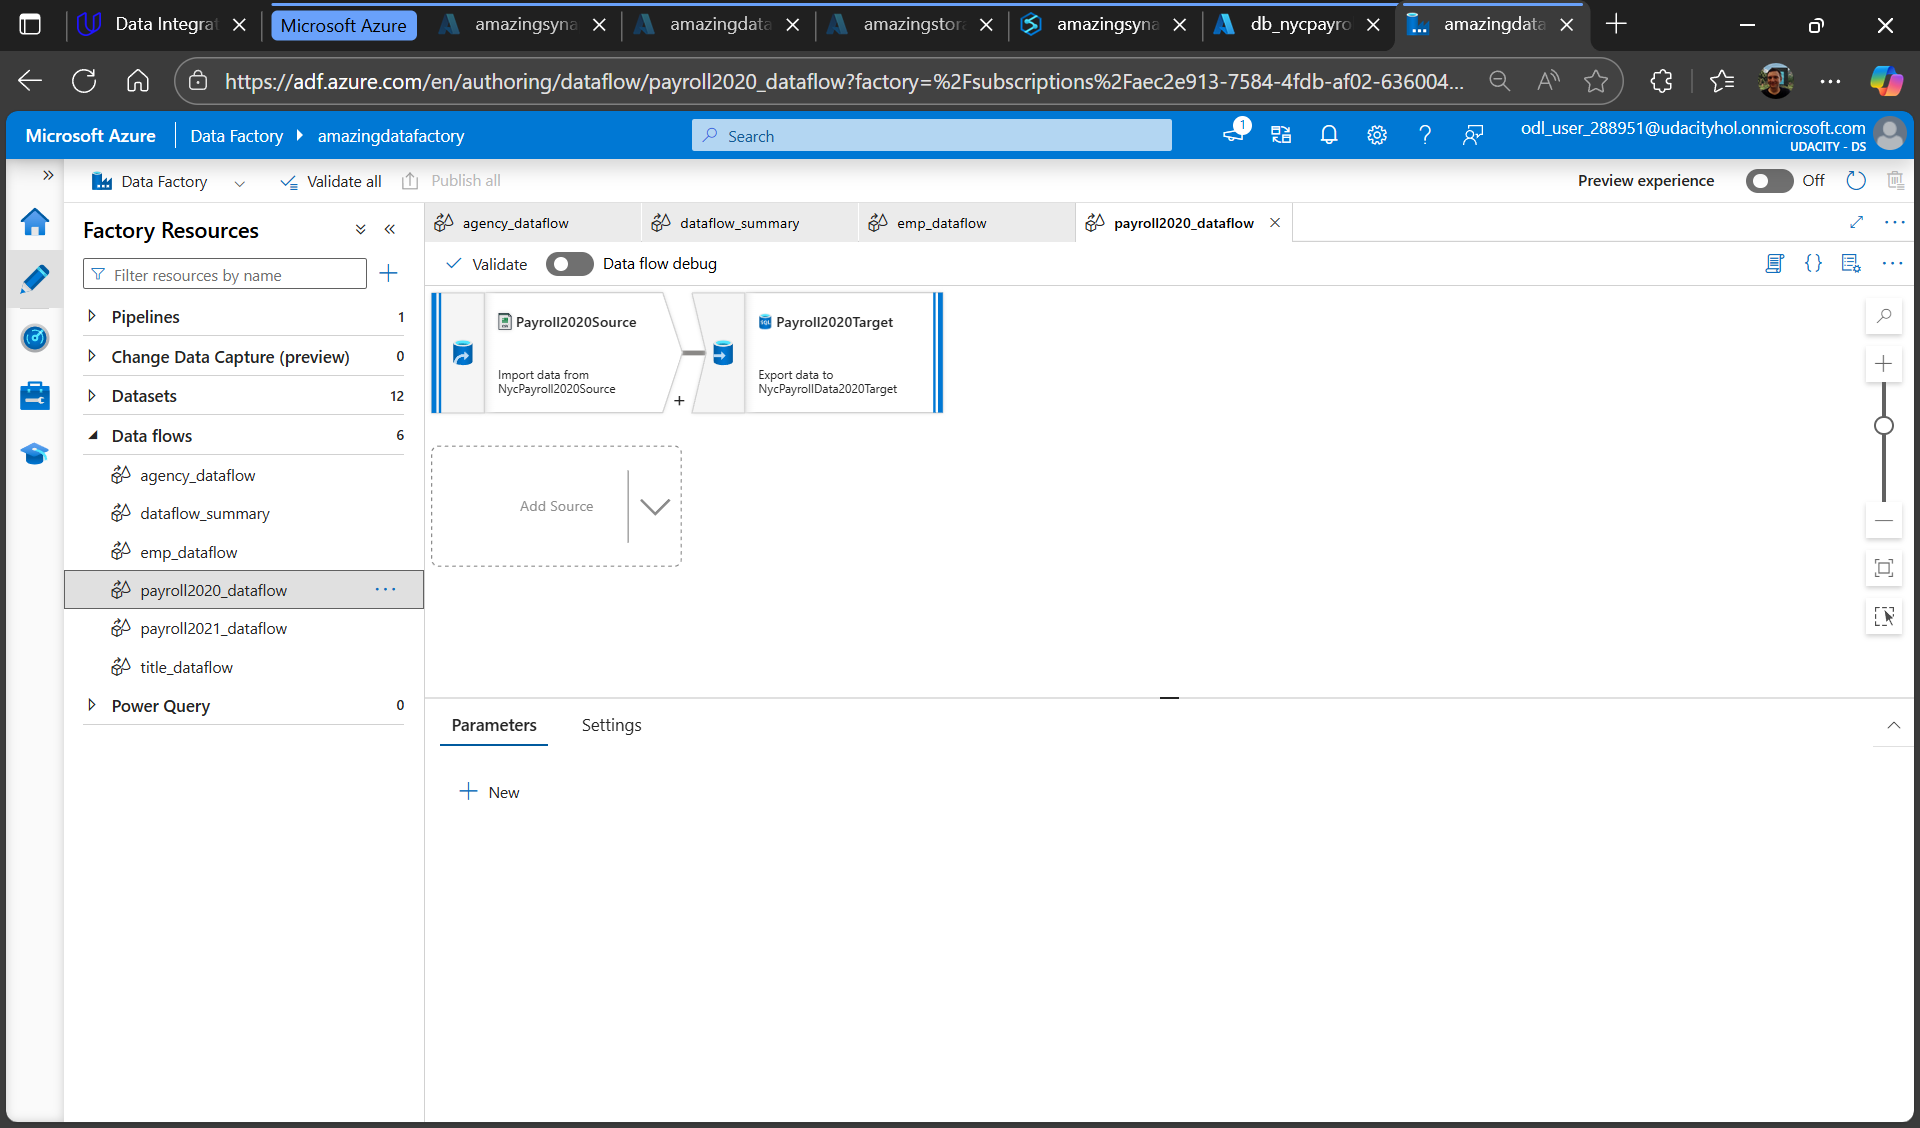 Data Integrat
Microsoft Azure
amazingsyna
amazingdata
amazingstora
amazingsyna
db_nycpayro
amazingdata
https://adf.azure.com/en/authoring/dataflow/payroll2020_dataflow?factory=%2Fsubscriptions%2Faec2e913-7584-4fdb-af02-636004...
Microsoft Azure
Data Factory
amazingdatafactory
Search
1
odl_user_288951@udacityhol.onmicrosoft.com
UDACITY - DS
Data Factory
Validate all
Publish all
Preview experience
Off
Factory Resources
Filter resources by name
Pipelines 1
Change Data Capture (preview) 0
Datasets 12
Data flows 6
agency_dataflow
dataflow_summary
emp_dataflow
payroll2020_dataflow
payroll2021_dataflow
title_dataflow
Power Query 0
agency_dataflow
dataflow_summary
emp_dataflow
payroll2020_dataflow
Validate
Data flow debug
Payroll2020Source
Import data from
NycPayroll2020Source
+
Payroll2020Target
Export data to
NycPayrollData2020Target
Add Source
Parameters
Settings
New